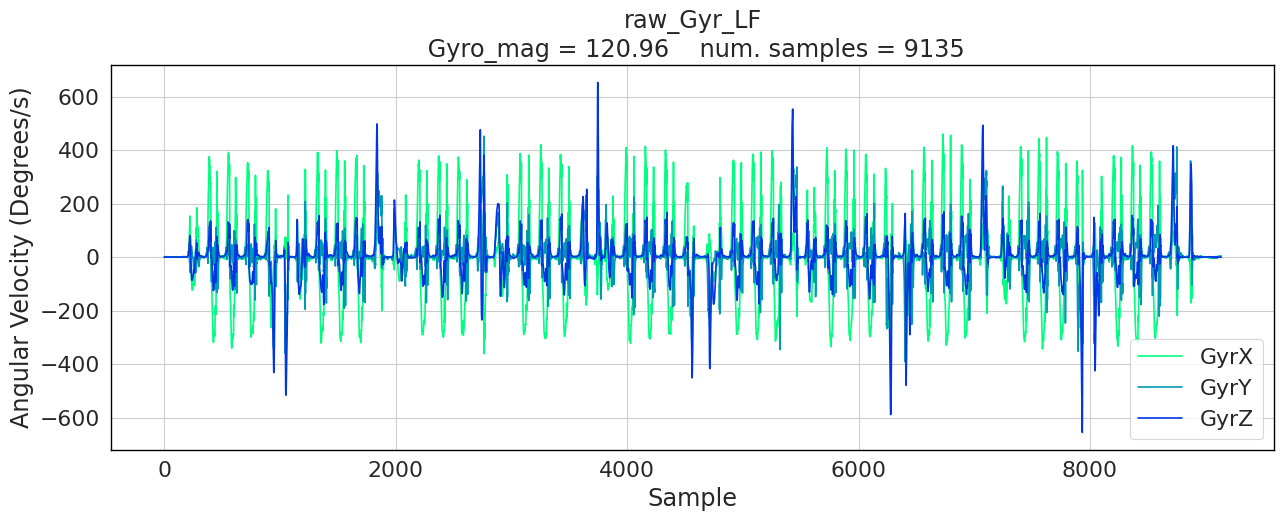 raw_Gyr_LF
Gyro_mag = 120.96    num. samples = 9135
Angular Velocity (Degrees/s)
600
400
200
0
−200
−400
−600
GyrX
GyrY
GyrZ
0
2000
4000
6000
8000
Sample